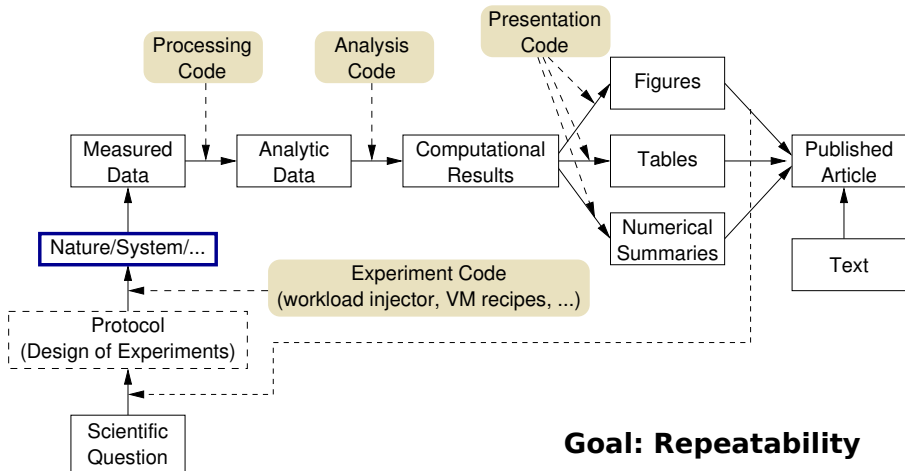 Processing
Code
Analysis
Code
Presentation
Code
Figures
Measured
Data
Analytic
Data
Computational
Results
Tables
Published
Article
Nature/System/...
Numerical
Summaries
Experiment Code
(workload injector, VM recipes, ...)
Text
Protocol
(Design of Experiments)
Scientific
Question
Goal: Repeatability